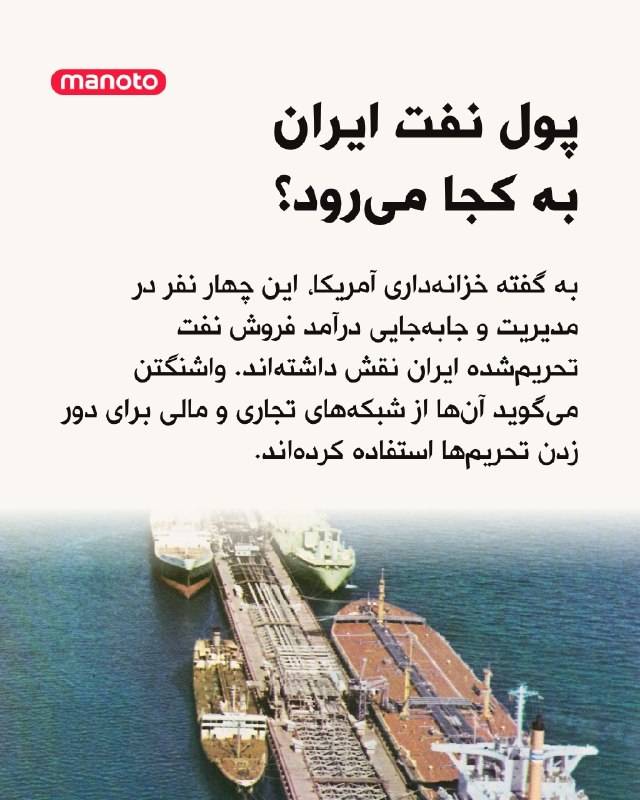 manoto
پول نفت ایران
به کجا می‌رود؟
به گفته خزانه‌داری آمریکا، این چهار نفر در
مدیریت و جابه‌جایی درآمد فروش نفت
تحریم‌شده ایران نقش داشته‌اند. واشنگتن
می‌گوید آن‌ها از شبکه‌های تجاری و مالی برای دور
زدن تحریم‌ها استفاده کرده‌اند.